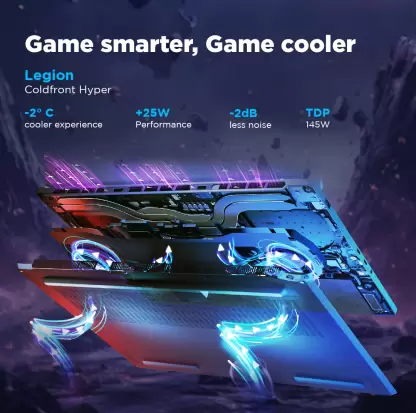 Game smarter, Game cooler
Legion
Coldfront Hyper
-2° C
cooler experience
+25W
Performance
-2dB
less noise
TDP
145W